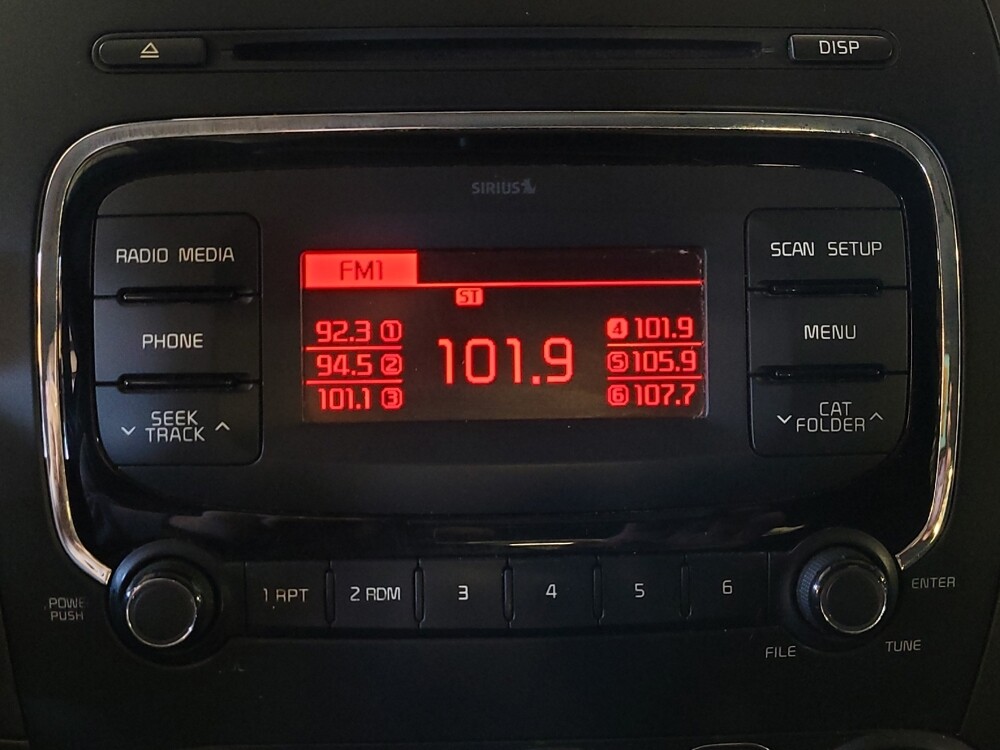 DISP
SIRIUS
RADIO MEDIA
SCAN SETUP
FM1
ST
PHONE
92.3 1
94.5 2
101.1 3
101.9
4 101.9
5 105.9
6 107.7
MENU
SEEK
TRACK
CAT
FOLDER
POWE
PUSH
1 RPT
2 RDM
3
4
5
6
ENTER
FILE
TUNE